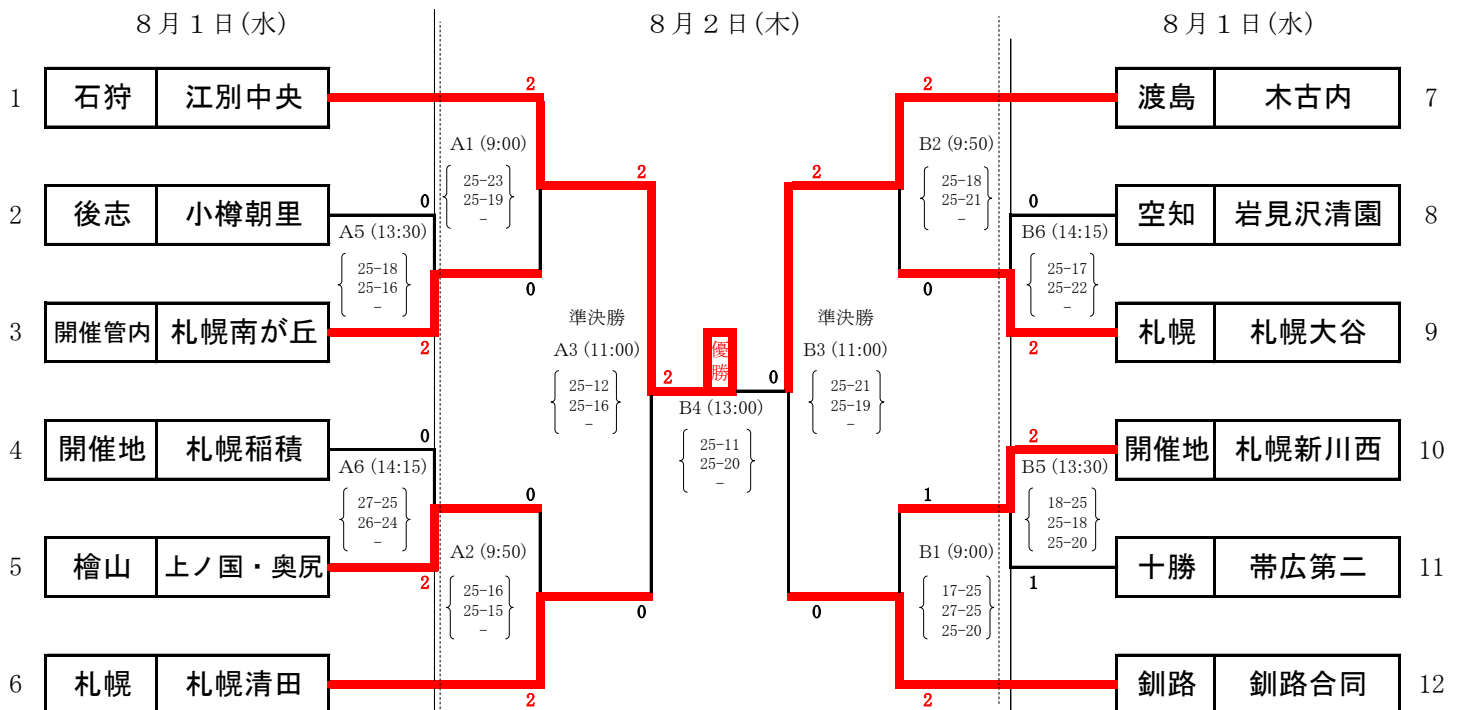 8月1日(水)
8月2日(木)
8月1日(水)
1 石狩 江別中央
2
2
渡島 木古内 7
A1 (9:00)
25-23
25-19
-
B2 (9:50)
25-18
25-21
-
2
2
2 後志 小樽朝里
0
0
空知 岩見沢清園 8
A5 (13:30)
25-18
25-16
-
B6 (14:15)
25-17
25-22
-
0
0
3 開催管内 札幌南が丘
2
2
札幌 札幌大谷 9
準決勝
A3 (11:00)
25-12
25-16
-
優勝
2
0
B4 (13:00)
25-11
25-20
-
準決勝
B3 (11:00)
25-21
25-19
-
4 開催地 札幌稲積
0
2
開催地 札幌新川西 10
A6 (14:15)
27-25
26-24
-
B5 (13:30)
18-25
25-18
25-20
0
1
5 檜山 上ノ国・奥尻
2
1
十勝 帯広第二 11
A2 (9:50)
25-16
25-15
-
B1 (9:00)
17-25
27-25
25-20
0
0
6 札幌 札幌清田
2
2
釧路 釧路合同 12